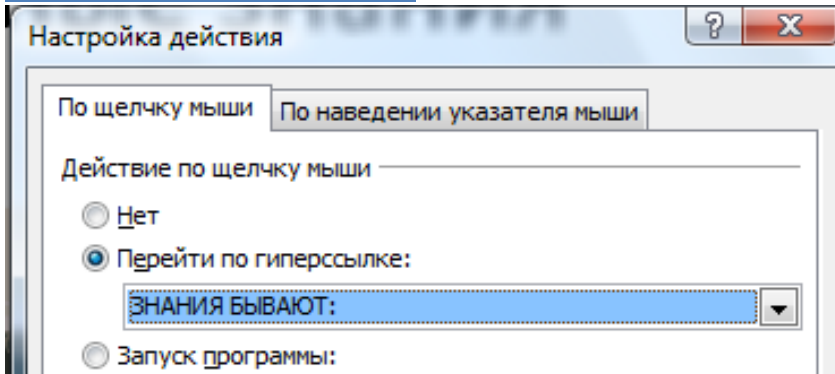 Настройка действия
По щелчку мыши
По наведении указателя мыши
Действие по щелчку мыши
Нет
Перейти по гиперссылке:
ЗНАНИЯ БЫВАЮТ:
Запуск программы: